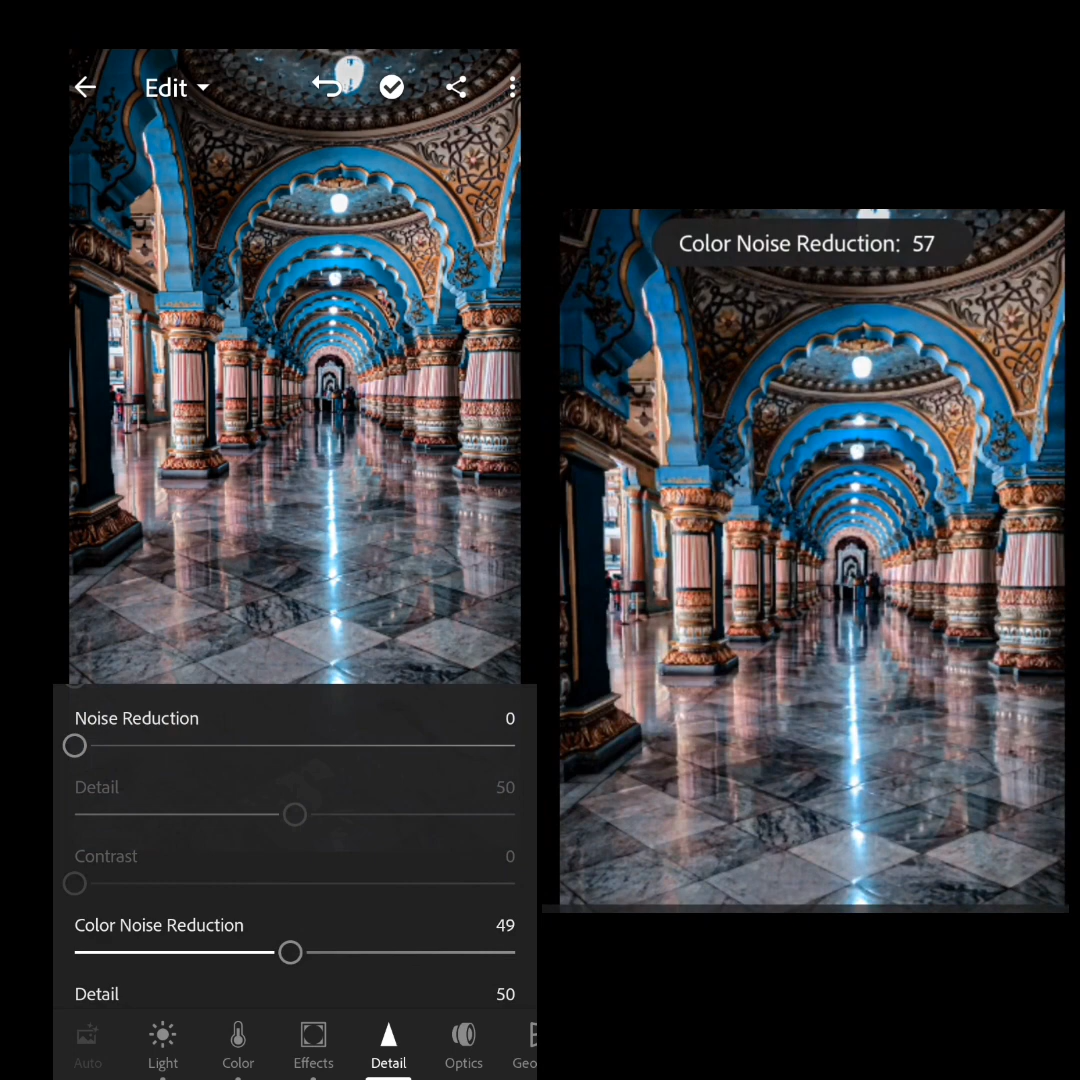 Edit
Noise Reduction 0
Detail 50
Contrast 0
Color Noise Reduction 49
Detail 50
Auto Light Color Effects Detail Optics Geo
Color Noise Reduction: 57